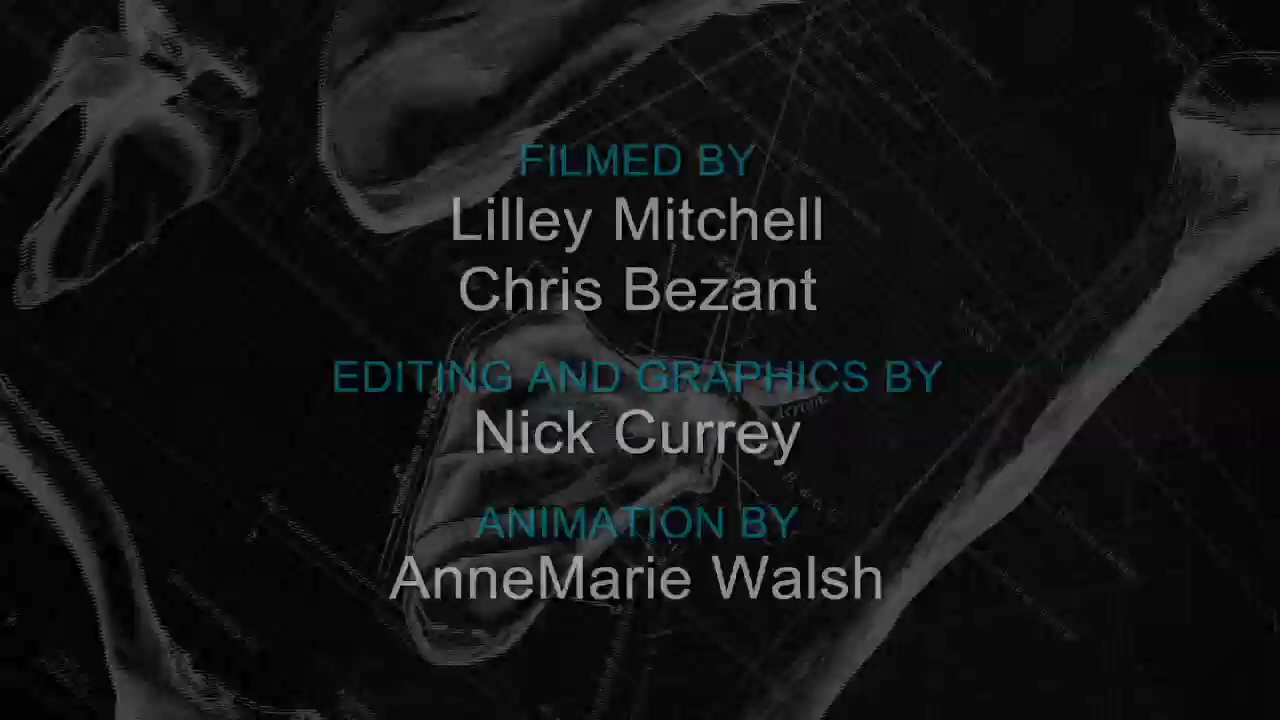 FILMED BY
Lilley Mitchell
Chris Bezant
EDITING AND GRAPHICS BY
Nick Currey
ANIMATION BY
AnneMarie Walsh